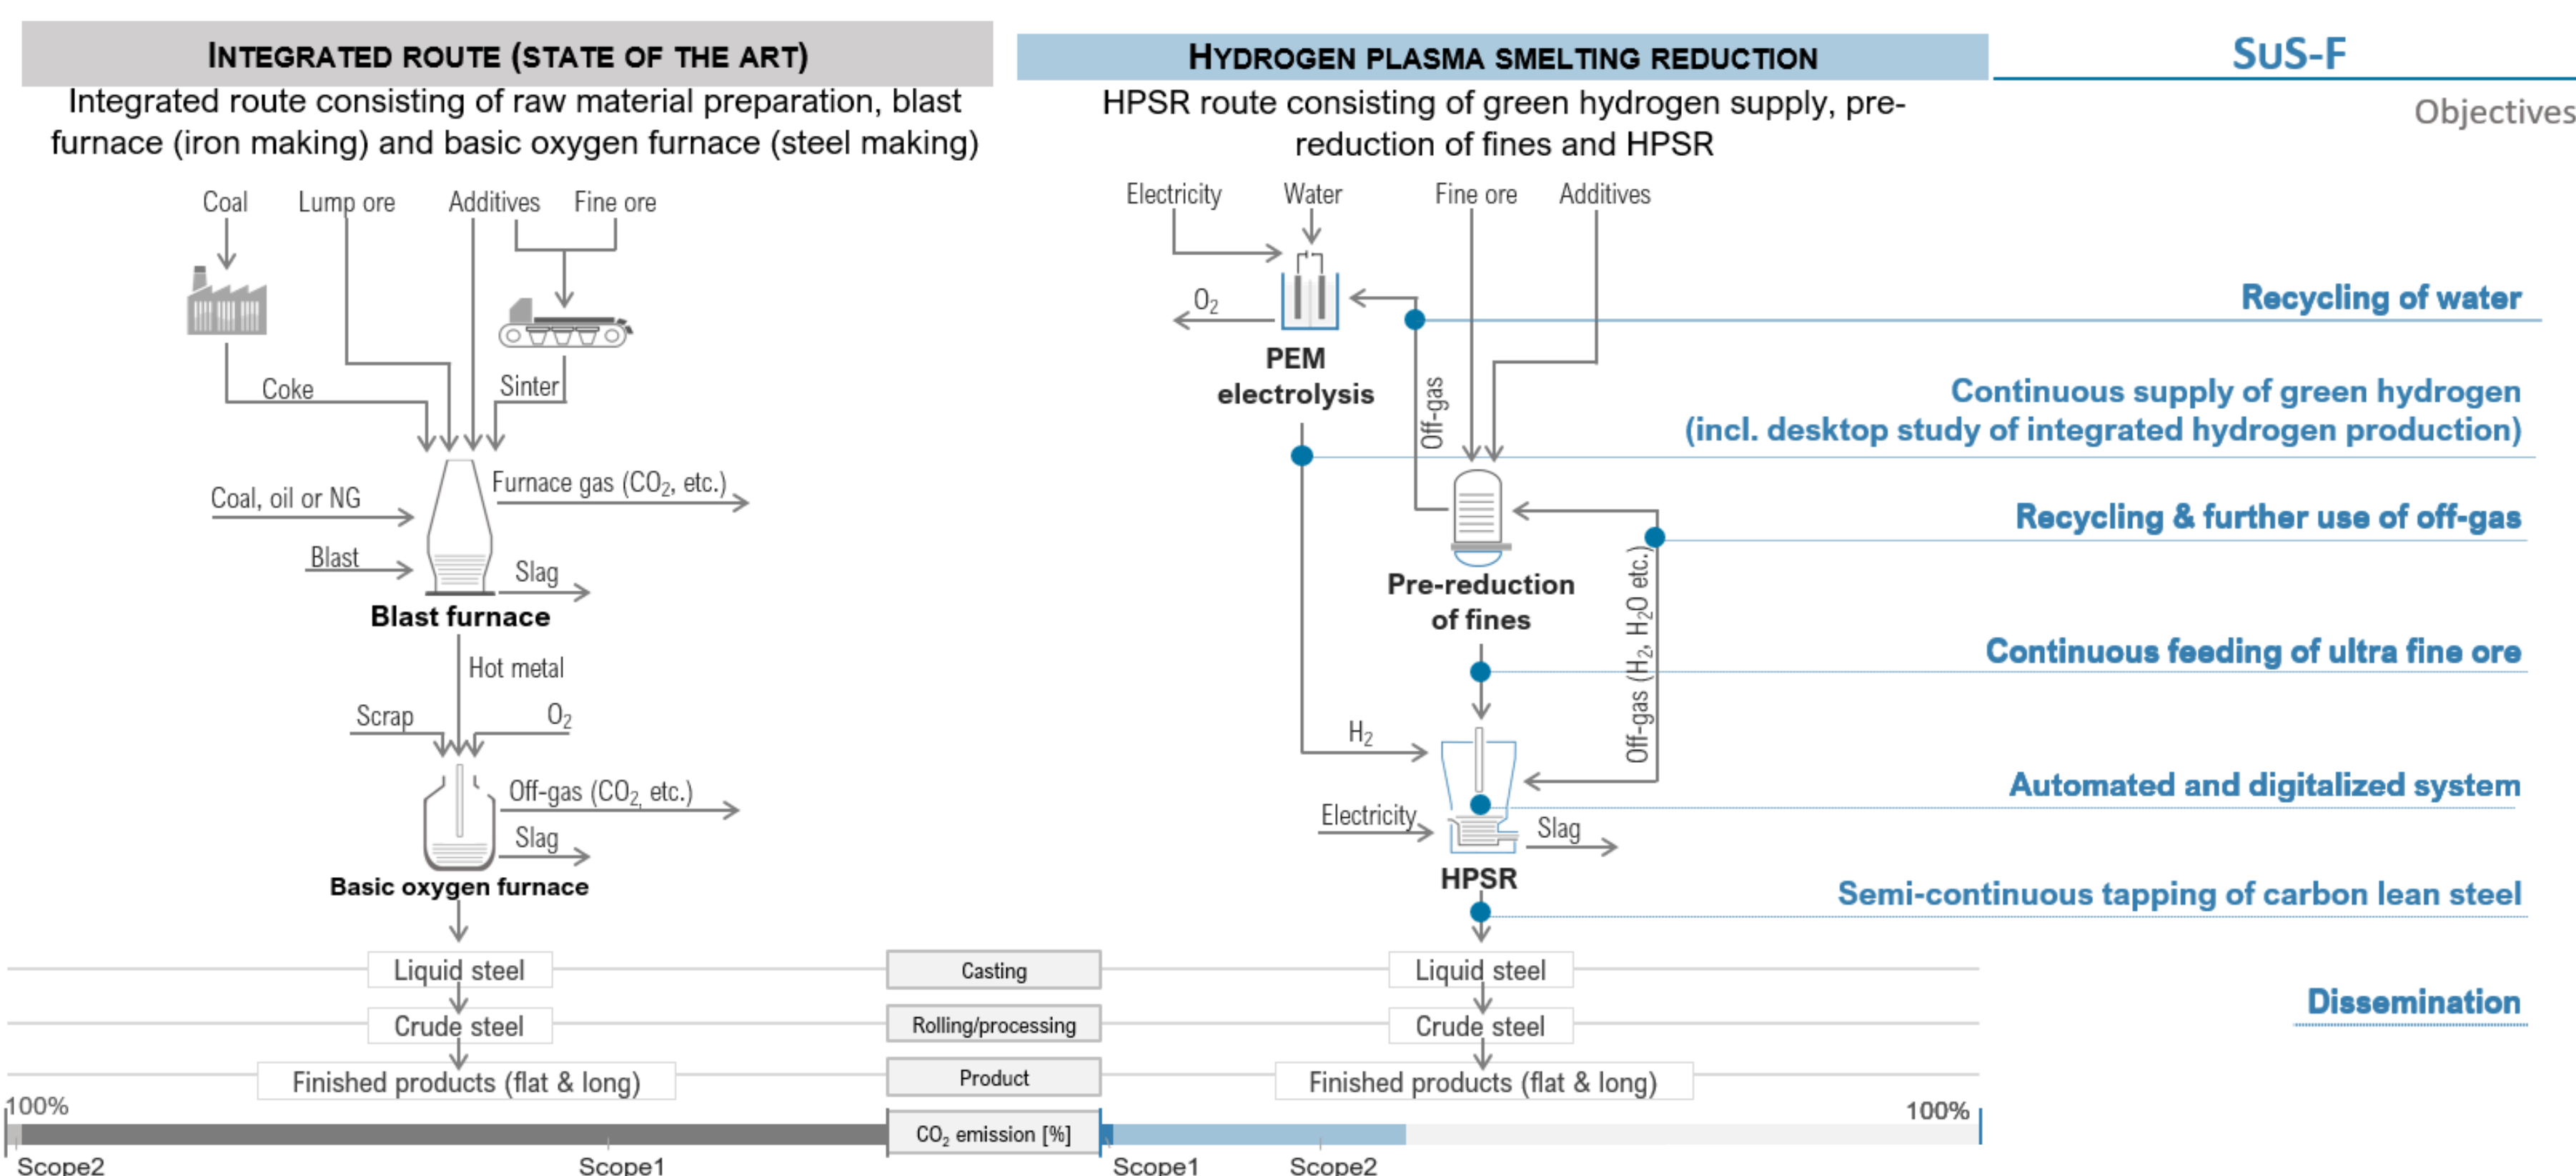 INTEGRATED ROUTE (STATE OF THE ART)
Integrated route consisting of raw material preparation, blast
furnace (iron making) and basic oxygen furnace (steel making)
Coal
Lump ore
Additives
Fine ore
Coke
Sinter
Coal, oil or NG
Furnace gas (CO₂, etc.)
Blast
Slag
Blast furnace
Hot metal
Scrap
O₂
Off-gas (CO₂, etc.)
Slag
Basic oxygen furnace
Liquid steel
Crude steel
Finished products (flat & long)
100%
Scope2
Scope1
Casting
Rolling/processing
Product
CO₂ emission [%]
HYDROGEN PLASMA SMELTING REDUCTION
HPSR route consisting of green hydrogen supply, pre-
reduction of fines and HPSR
Electricity
Water
Fine ore
Additives
O₂
PEM
electrolysis
Off-gas
Pre-reduction
of fines
Off-gas (H₂, H₂O etc.)
H₂
Electricity
Slag
HPSR
Liquid steel
Crude steel
Finished products (flat & long)
100%
Scope1
Scope2
SuS-F
Objectives
Recycling of water
Continuous supply of green hydrogen
(incl. desktop study of integrated hydrogen production)
Recycling & further use of off-gas
Continuous feeding of ultra fine ore
Automated and digitalized system
Semi-continuous tapping of carbon lean steel
Dissemination